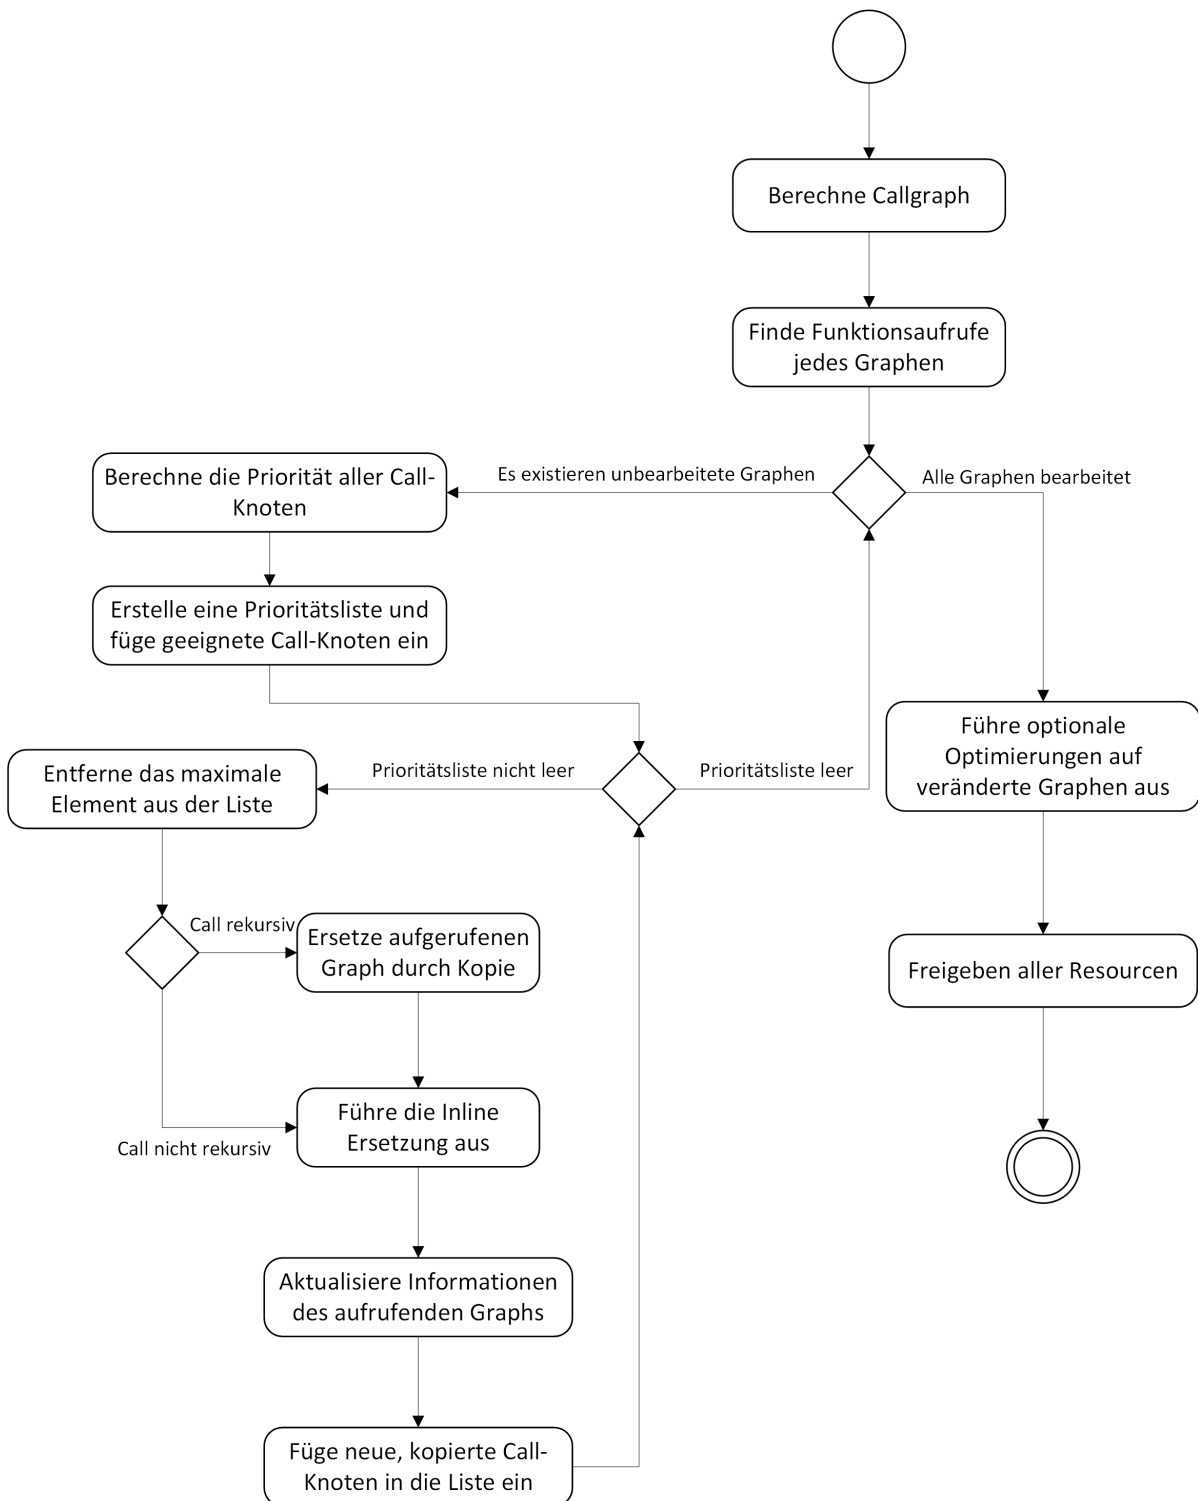 Berechne Callgraph
Finde Funktionsaufrufe
jedes Graphen
Es existieren unbearbeitete Graphen
Alle Graphen bearbeitet
Berechne die Priorität aller Call-
Knoten
Erstelle eine Prioritätsliste und
füge geeignete Call-Knoten ein
Prioritätsliste nicht leer
Prioritätsliste leer
Entferne das maximale
Element aus der Liste
Führe optionale
Optimierungen auf
veränderte Graphen aus
Call rekursiv
Ersetze aufgerufenen
Graph durch Kopie
Freigeben aller Resourcen
Call nicht rekursiv
Führe die Inline
Ersetzung aus
Aktualisiere Informationen
des aufrufenden Graphs
Füge neue, kopierte Call-
Knoten in die Liste ein